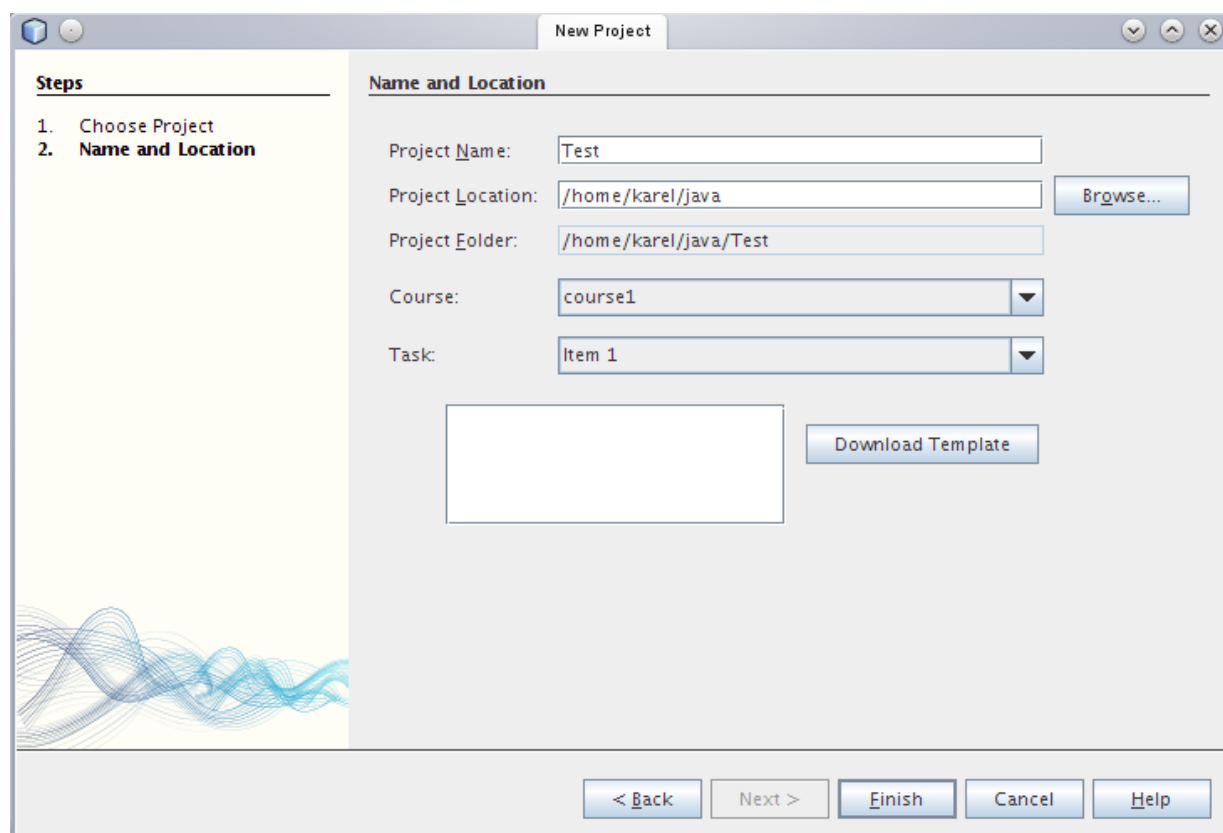 New Project
Steps
1. Choose Project
2. Name and Location
Name and Location
Project Name: Test
Project Location: /home/karel/java Browse...
Project Folder: /home/karel/java/Test
Course: course1
Task: Item 1
Download Template
< Back Next > Finish Cancel Help